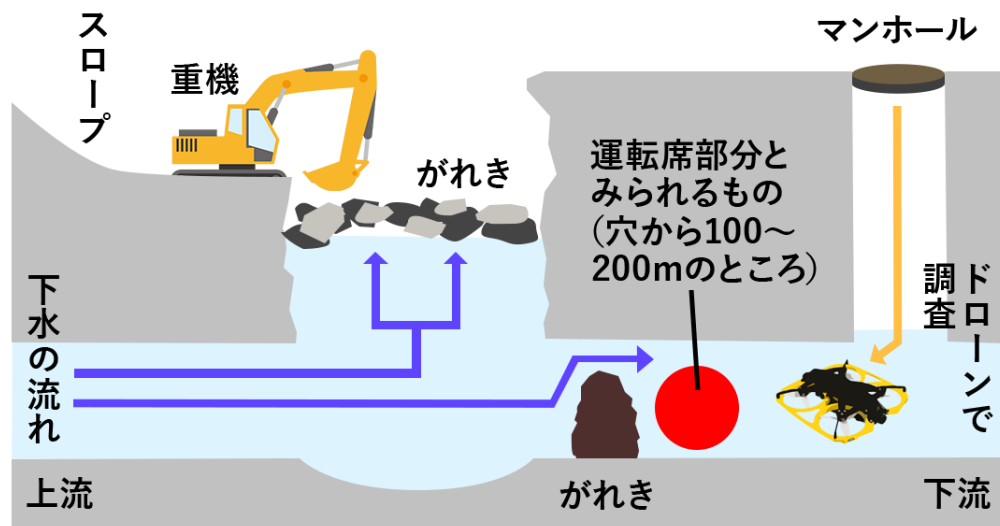 スロープ
重機
マンホール
がれき
運転席部分と
みられるもの
(穴から100〜
200mのところ)
ドローンで
調査
下水の流れ
がれき
上流
下流